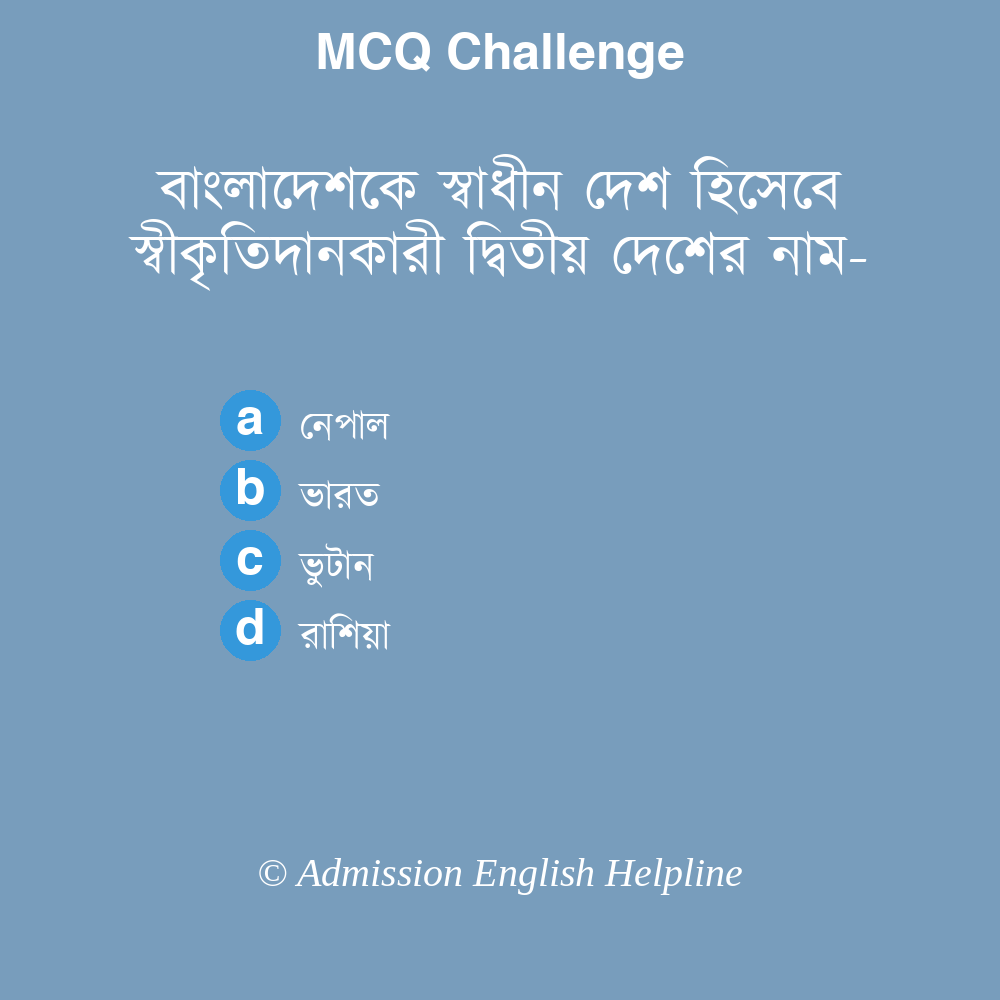 MCQ Challenge
বাংলাদেশকে স্বাধীন দেশ হিসেবে
স্বীকৃতিদানকারী দ্বিতীয় দেশের নাম-
a নেপাল
b ভারত
c ভুটান
d রাশিয়া
© Admission English Helpline